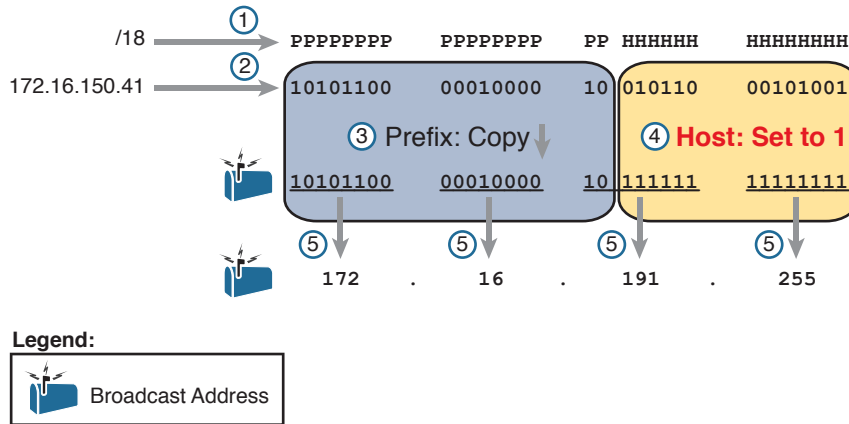 1
/18 PPPPPPPP PPPPPPPP PP HHHHHH HHHHHHHH
2
172.16.150.41 10101100 00010000 10 010110 00101001
3 Prefix: Copy 4 Host: Set to 1
10101100 00010000 10 111111 11111111
5 5 5 5
172 . 16 . 191 . 255
Legend:
Broadcast Address